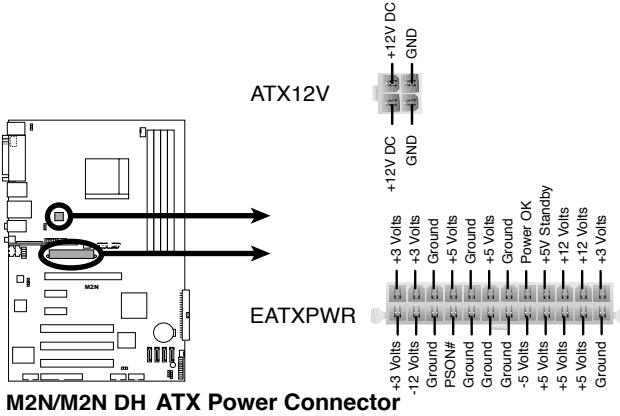 +12V DC
GND
ATX12V
+12V DC
GND
+3 Volts
+3 Volts
Ground
+5 Volts
Ground
+5 Volts
Ground
Power OK
+5V Standby
+12 Volts
+12 Volts
+3 Volts
M2N
EATXPWR
+3 Volts
-12 Volts
Ground
PSON#
Ground
Ground
Ground
-5 Volts
+5 Volts
+5 Volts
+5 Volts
Ground
M2N/M2N DH ATX Power Connector